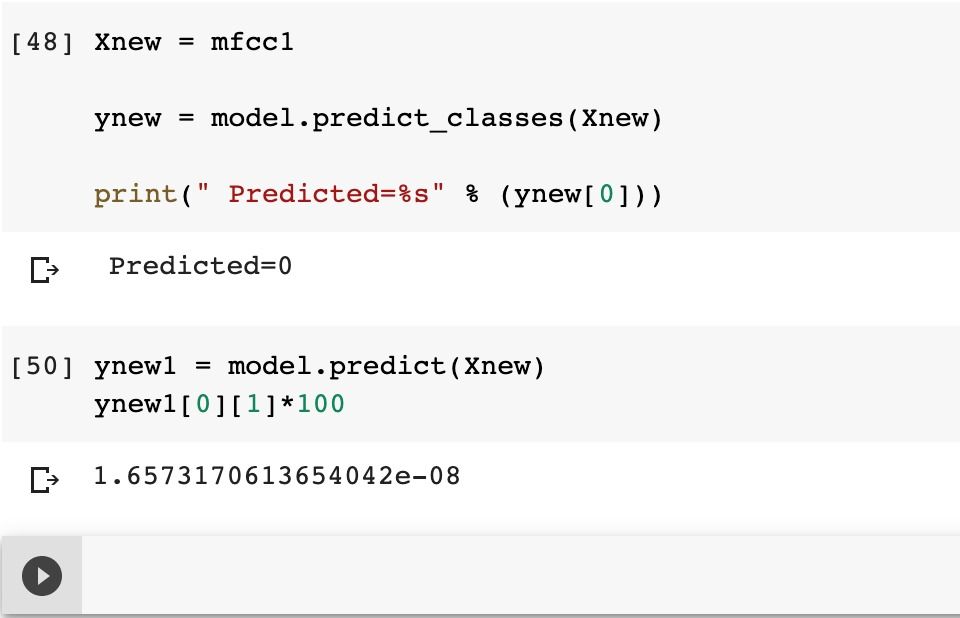 [48] Xnew = mfcc1
ynew = model.predict_classes(Xnew)
print(" Predicted=%s" % (ynew[0]))
Predicted=0
[50] ynew1 = model.predict(Xnew)
ynew1[0][1]*100
1.6573170613654042e-08